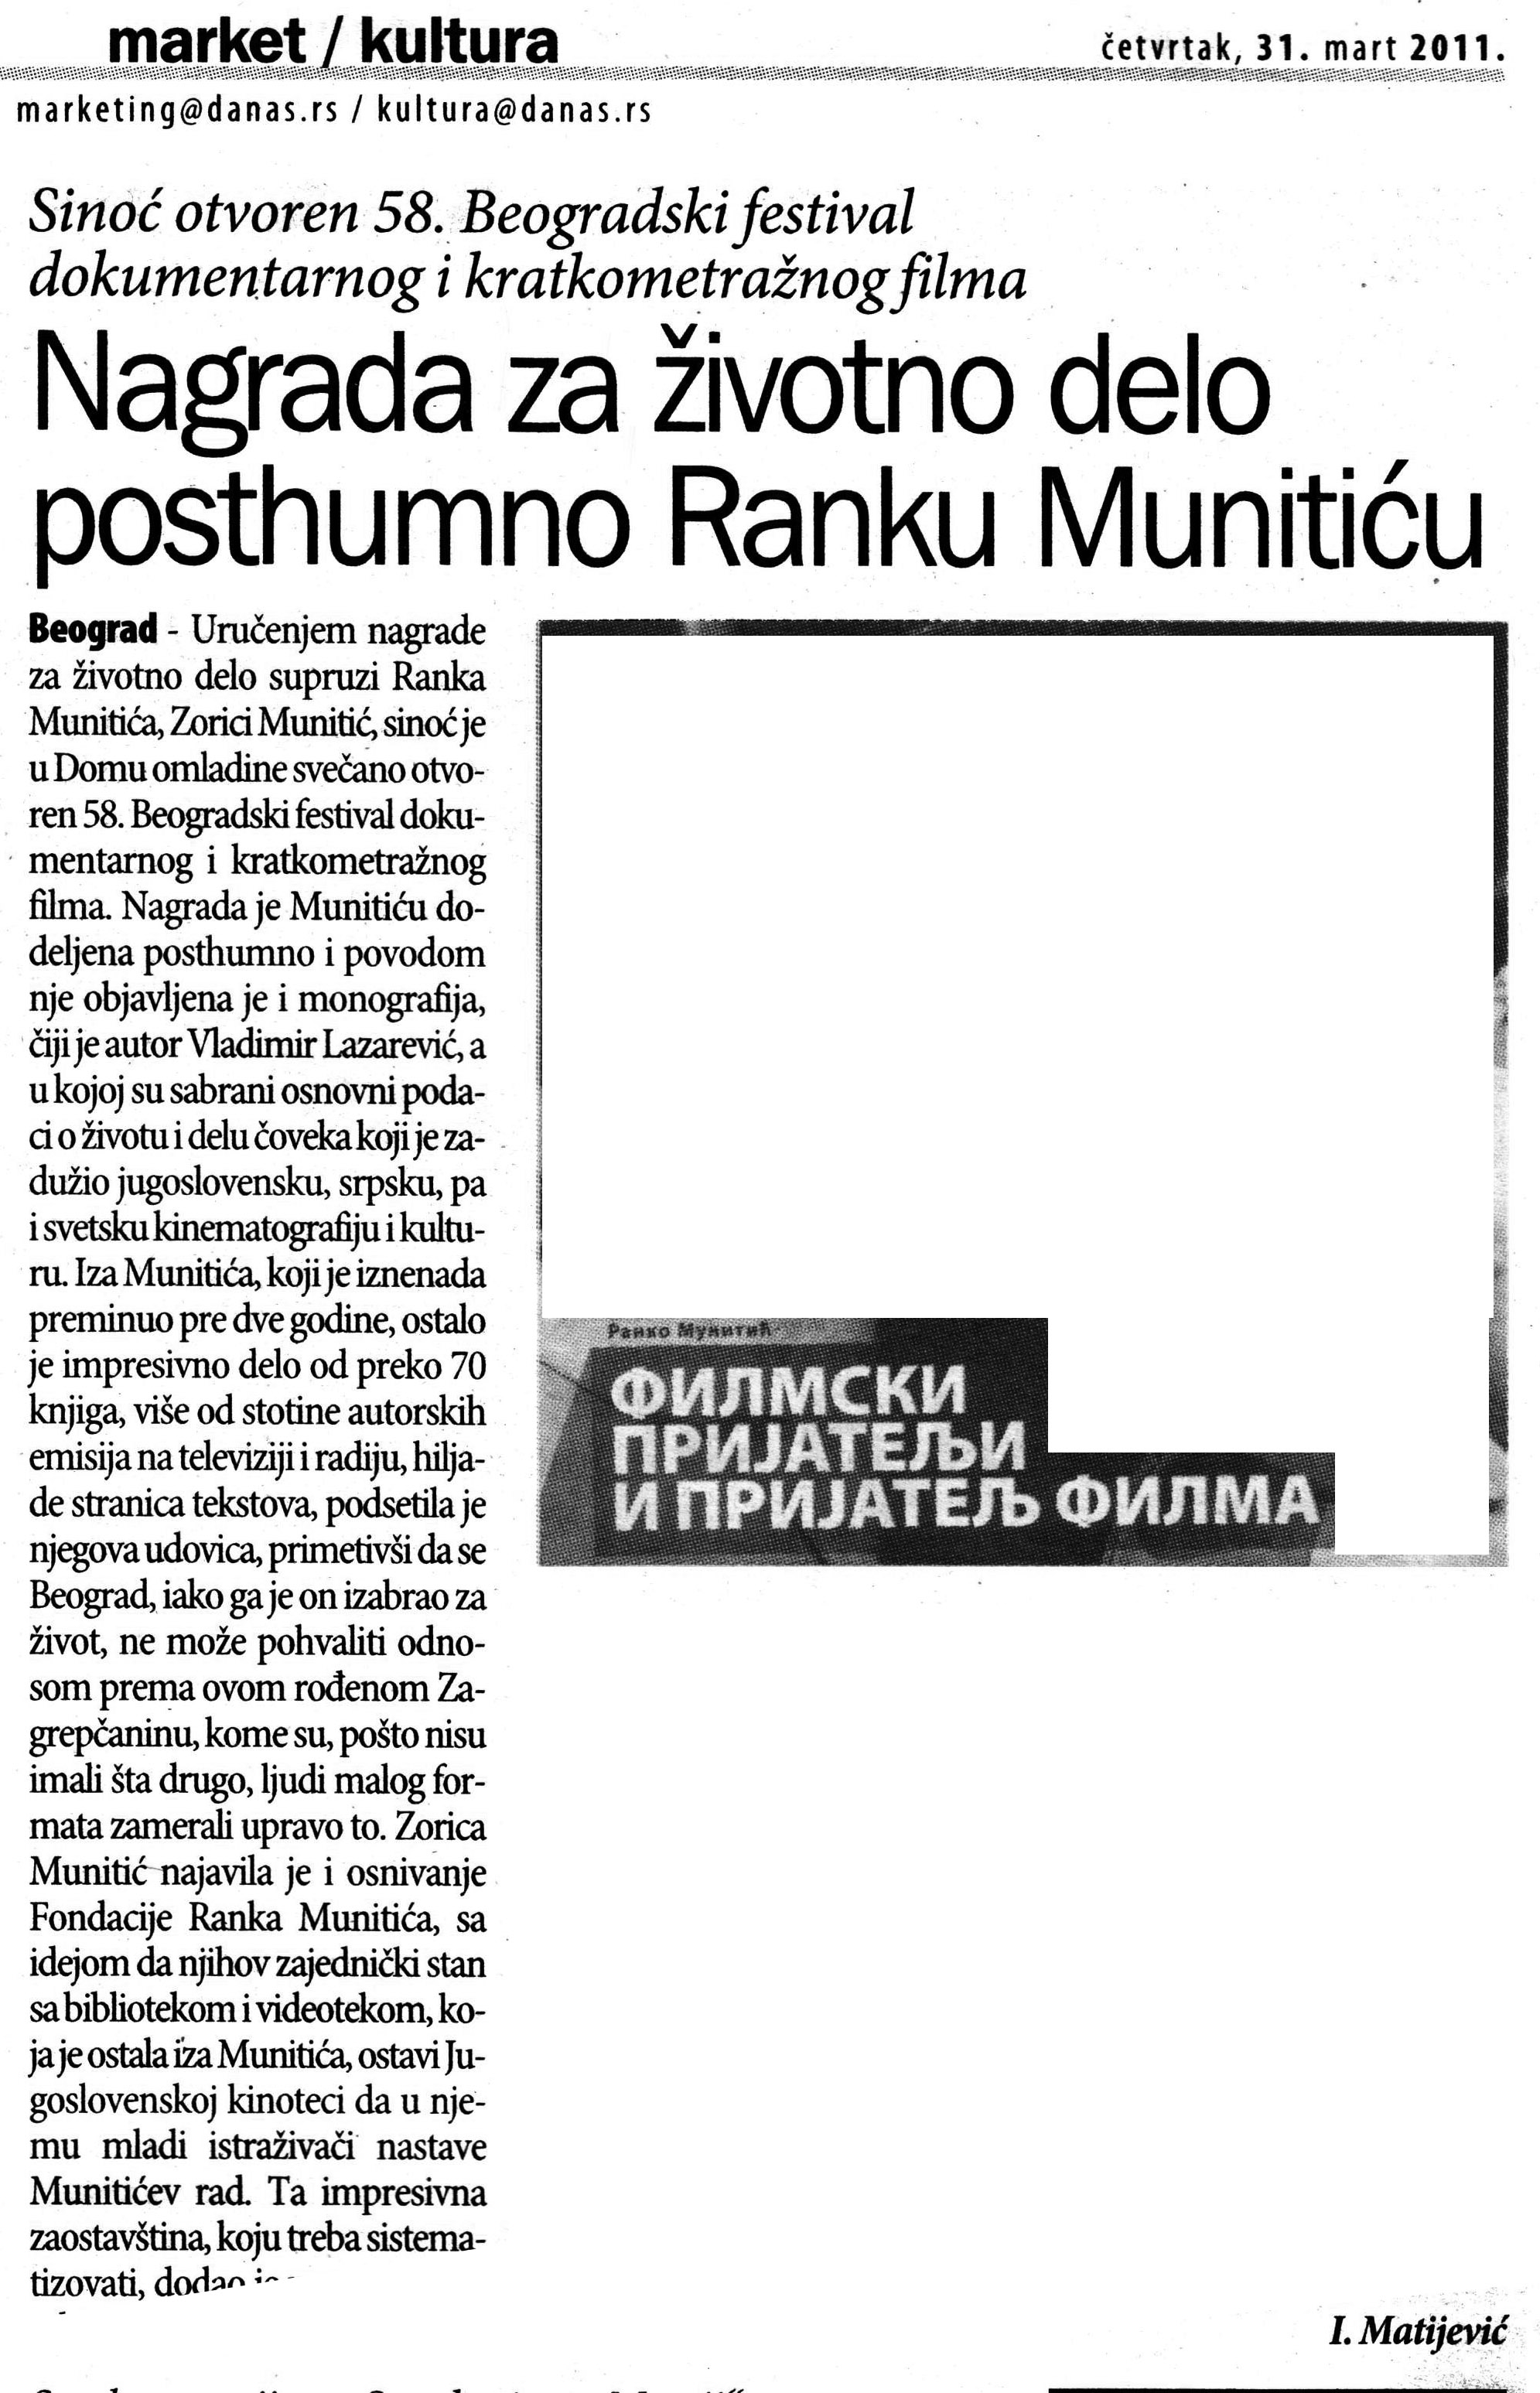 market / kultura
četvrtak, 31. mart 2011.
marketing@danas.rs / kultura@danas.rs
Sinoć otvoren 58. Beogradski festival
dokumentarnog i kratkometražnog filma
Nagrada za životno delo
posthumno Ranku Munitiću
Beograd - Uručenjem nagrade
za životno delo supruzi Ranka
Munitića, Zorici Munitić, sinoć je
u Domu omladine svečano otvo-
ren 58. Beogradski festival doku-
mentarnog i kratkometražnog
filma. Nagrada je Munitiću do-
deljena posthumno i povodom
nje objavljena je i monografija,
čiji je autor Vladimir Lazarević, a
u kojoj su sabrani osnovni poda-
ci o životu i delu čoveka koji je za-
dužio jugoslovensku, srpsku, pa
i svetsku kinematografiju i kultu-
ru. Iza Munitića, koji je iznenada
preminuo pre dve godine, ostalo
je impresivno delo od preko 70
knjiga, više od stotine autorskih
emisija na televiziji i radiju, hilja-
de stranica tekstova, podsetila je
njegova udovica, primetivši da se
Beograd, iako ga je on izabrao za
život, ne može pohvaliti odno-
som prema ovom rođenom Za-
grepčaninu, kome su, pošto nisu
imali šta drugo, ljudi malog for-
mata zamerali upravo to. Zorica
Munitić najavila je i osnivanje
Fondacije Ranka Munitića, sa
idejom da njihov zajednički stan
sa bibliotekom i videotekom, ko-
ja je ostala iza Munitića, ostavi Ju-
goslovenskoj kinoteci da u nje-
mu mladi istraživači nastave
Munitićev rad. Ta impresivna
zaostavština, koju treba sistema-
tizovati, dodao je
Ранко Мунитић
ФИЛМСКИ
ПРИЈАТЕЉИ
И ПРИЈАТЕЉ ФИЛМА
I. Matijević